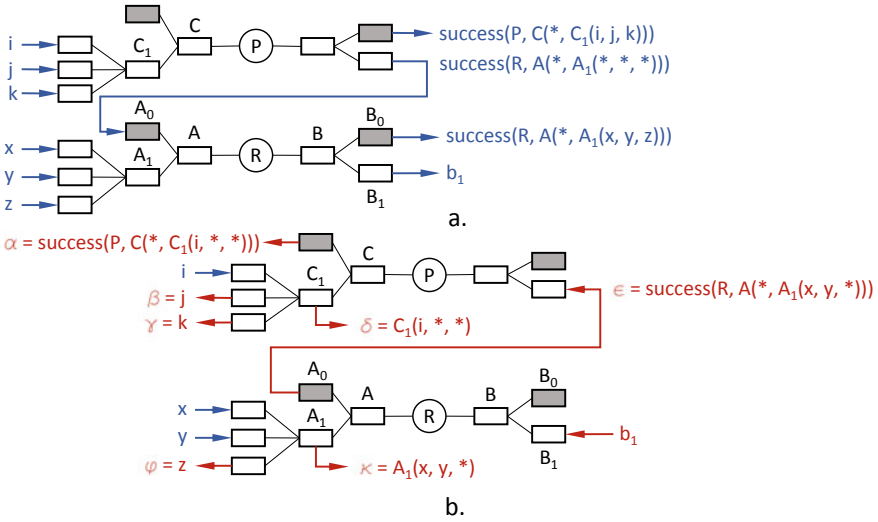 C
P
success(P, C(*, C₁(i, j, k)))
i
C₁
j
success(R, A(*, A₁(*, *, *)))
k
A₀
A
B
B₀
x
R
success(R, A(*, A₁(x, y, z)))
y
A₁
b₁
z
B₁
a.
α = success(P, C(*, C₁(i, *, *)))
C
i
C₁
P
β = j
ϵ = success(R, A(*, A₁(x, y, *)))
γ = k
δ = C₁(i, *, *)
A₀
A
B
B₀
x
A₁
R
y
b₁
φ = z
κ = A₁(x, y, *)
B₁
b.